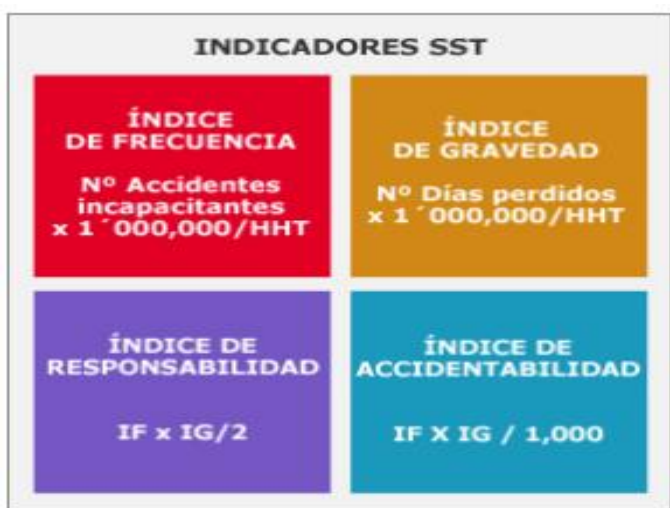 INDICADORES SST
ÍNDICE
DE FRECUENCIA
Nº Accidentes
incapacitantes
x 1´000,000/HHT
ÍNDICE
DE GRAVEDAD
Nº Días perdidos
x 1´000,000/HHT
ÍNDICE DE
RESPONSABILIDAD
IF x IG/2
ÍNDICE DE
ACCIDENTABILIDAD
IF X IG / 1,000